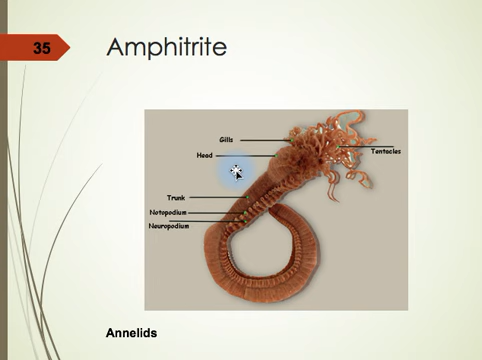 35
Amphitrite
Gills
Head
Tentacles
Trunk
Notopodium
Neuropodium
Annelids